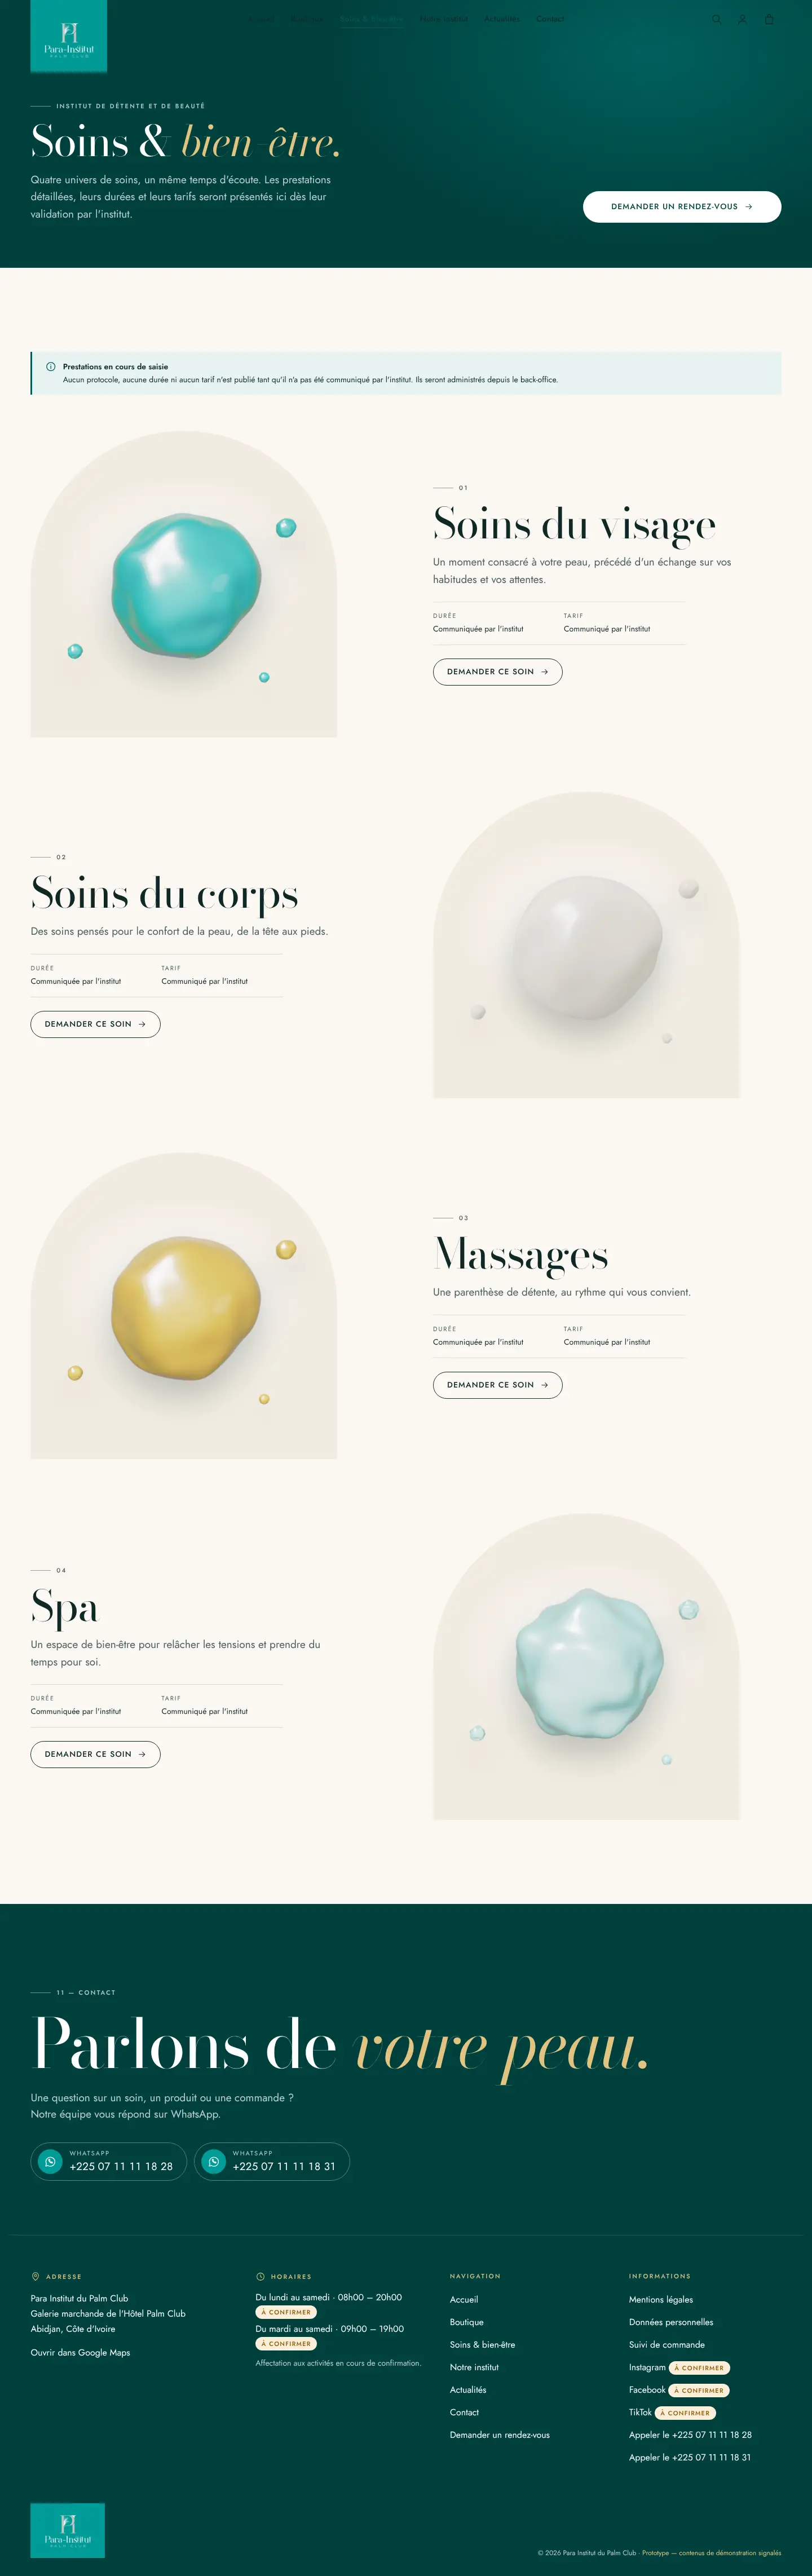 Para-Institut
PALM CLUB
Accueil Boutique Soins & bien-être Notre institut Actualités Contact
INSTITUT DE DÉTENTE ET DE BEAUTÉ
Soins & bien-être.
Quatre univers de soins, un même temps d'écoute. Les prestations
détaillées, leurs durées et leurs tarifs seront présentés ici dès leur
validation par l'institut.
DEMANDER UN RENDEZ-VOUS →
Prestations en cours de saisie
Aucun protocole, aucune durée ni aucun tarif n'est publié tant qu'il n'a pas été communiqué par l'institut. Ils seront administrés depuis le back-office.
01
Soins du visage
Un moment consacré à votre peau, précédé d'un échange sur vos
habitudes et vos attentes.
DURÉE TARIF
Communiquée par l'institut Communiqué par l'institut
DEMANDER CE SOIN →
02
Soins du corps
Des soins pensés pour le confort de la peau, de la tête aux pieds.
DURÉE TARIF
Communiquée par l'institut Communiqué par l'institut
DEMANDER CE SOIN →
03
Massages
Une parenthèse de détente, au rythme qui vous convient.
DURÉE TARIF
Communiquée par l'institut Communiqué par l'institut
DEMANDER CE SOIN →
04
Spa
Un espace de bien-être pour relâcher les tensions et prendre du
temps pour soi.
DURÉE TARIF
Communiquée par l'institut Communiqué par l'institut
DEMANDER CE SOIN →
11 — CONTACT
Parlons de votre peau.
Une question sur un soin, un produit ou une commande ?
Notre équipe vous répond sur WhatsApp.
WHATSAPP
+225 07 11 11 18 28
WHATSAPP
+225 07 11 11 18 31
ADRESSE
Para Institut du Palm Club
Galerie marchande de l'Hôtel Palm Club
Abidjan, Côte d'Ivoire
Ouvrir dans Google Maps
HORAIRES
Du lundi au samedi · 08h00 – 20h00
À CONFIRMER
Du mardi au samedi · 09h00 – 19h00
À CONFIRMER
Affectation aux activités en cours de confirmation.
NAVIGATION
Accueil
Boutique
Soins & bien-être
Notre institut
Actualités
Contact
Demander un rendez-vous
INFORMATIONS
Mentions légales
Données personnelles
Suivi de commande
Instagram À CONFIRMER
Facebook À CONFIRMER
TikTok À CONFIRMER
Appeler le +225 07 11 11 18 28
Appeler le +225 07 11 11 18 31
Para-Institut
PALM CLUB
© 2026 Para Institut du Palm Club · Prototype — contenus de démonstration signalés